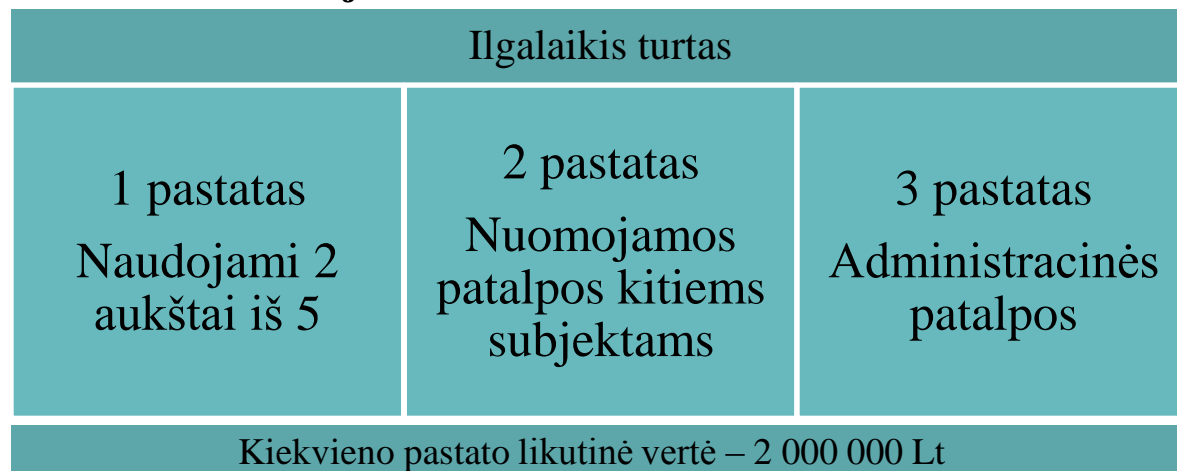 Ilgalaikis turtas
1 pastatas
Naudojami 2
aukštai iš 5
2 pastatas
Nuomojamos
patalpos kitiems
subjektams
3 pastatas
Administracinės
patalpos
Kiekvieno pastato likutinė vertė – 2 000 000 Lt